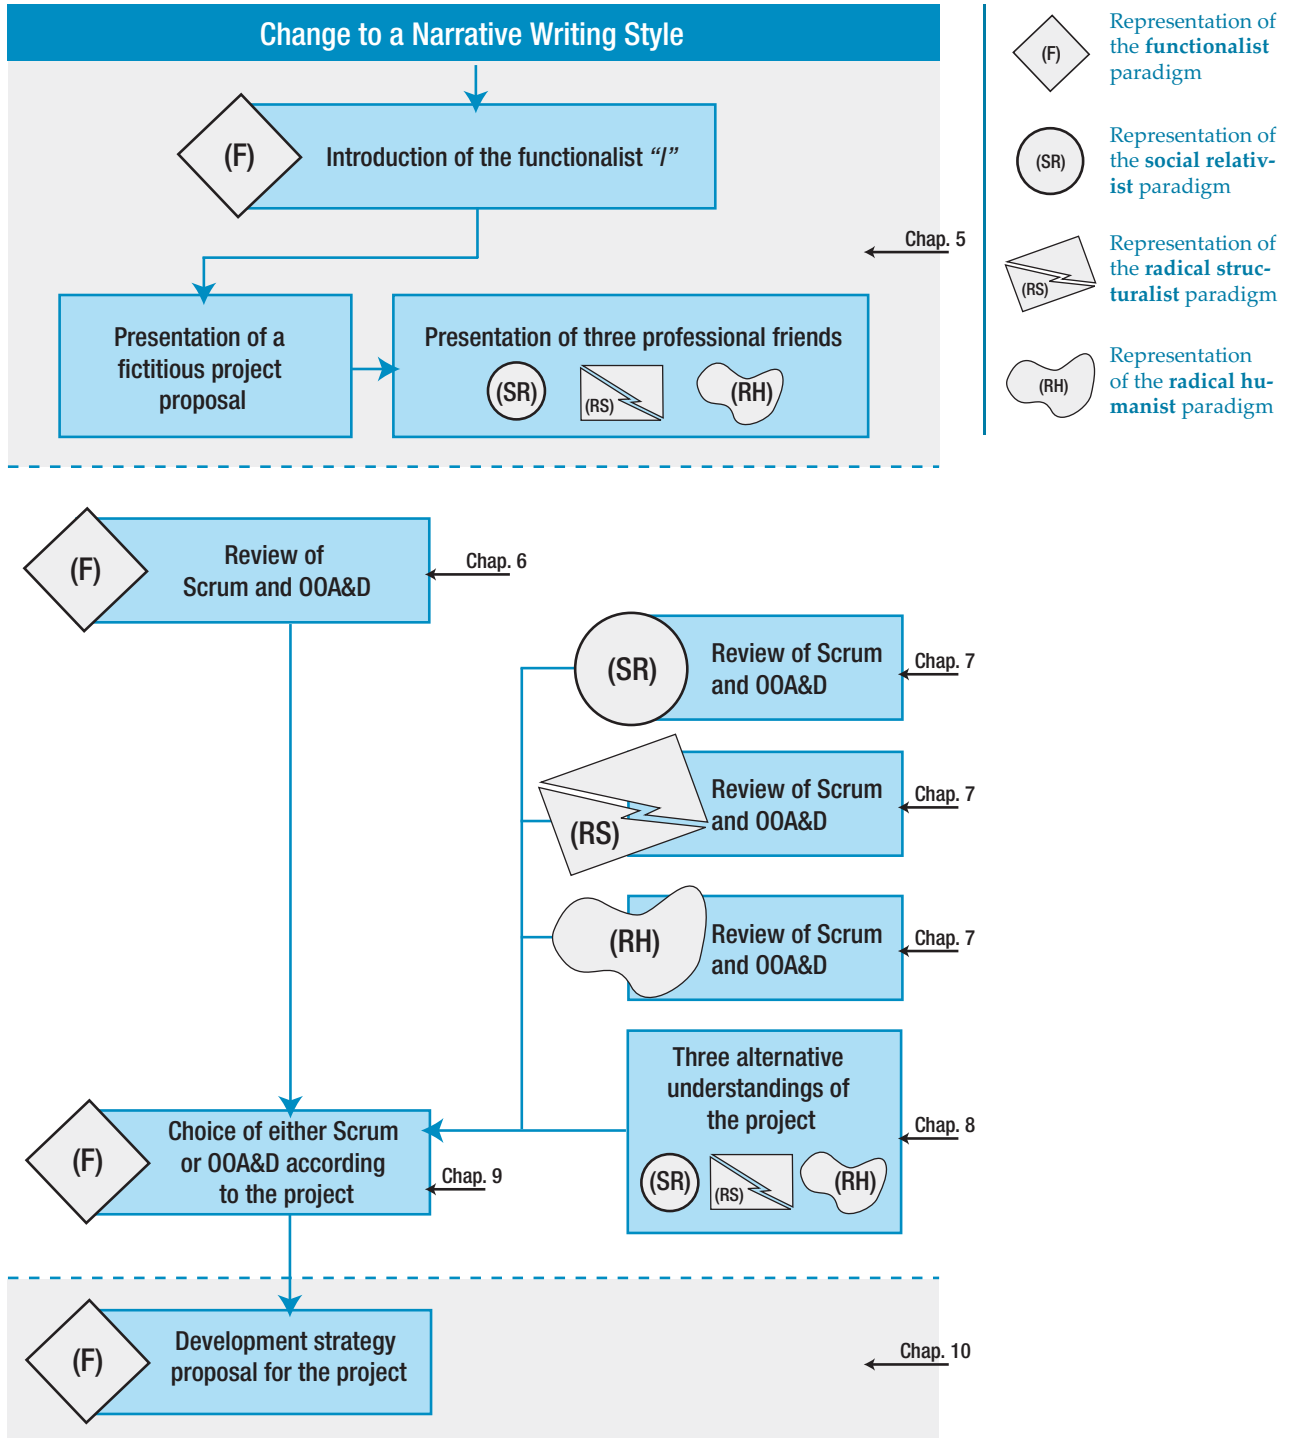 Change to a Narrative Writing Style
(F)
Introduction of the functionalist “I”
Chap. 5
Presentation of a
fictitious project
proposal
Presentation of three professional friends
(SR)
(RS)
(RH)
(F)
Representation of
the functionalist
paradigm
(SR)
Representation of
the social relativ-
ist paradigm
(RS)
Representation of
the radical struc-
turalist paradigm
(RH)
Representation
of the radical hu-
manist paradigm
(F)
Review of
Scrum and OOA&D
Chap. 6
(SR)
Review of Scrum
and OOA&D
Chap. 7
(RS)
Review of Scrum
and OOA&D
Chap. 7
(RH)
Review of Scrum
and OOA&D
Chap. 7
Three alternative
understandings of
the project
(SR)
(RS)
(RH)
Chap. 8
(F)
Choice of either Scrum
or OOA&D according
to the project
Chap. 9
(F)
Development strategy
proposal for the project
Chap. 10